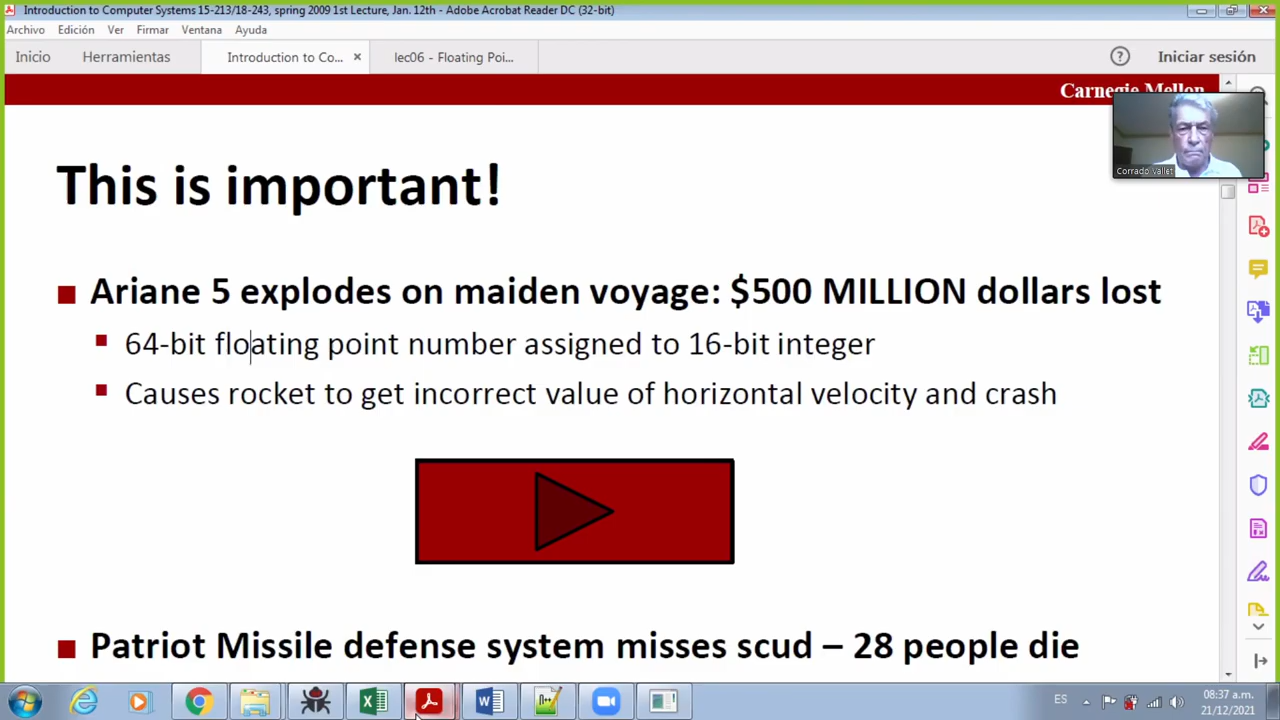 Introduction to Computer Systems 15-213/18-243, spring 2009 1st Lecture, Jan. 12th - Adobe Acrobat Reader DC (32-bit)
Archivo Edición Ver Firmar Ventana Ayuda
Inicio Herramientas Introduction to Co... × lec06 - Floating Poi... ? Iniciar sesión
Carnegie Mellon
Corrado Vallet
This is important!
Ariane 5 explodes on maiden voyage: $500 MILLION dollars lost
64-bit floating point number assigned to 16-bit integer
Causes rocket to get incorrect value of horizontal velocity and crash
Patriot Missile defense system misses scud – 28 people die
ES 08:37 a.m.
21/12/2021